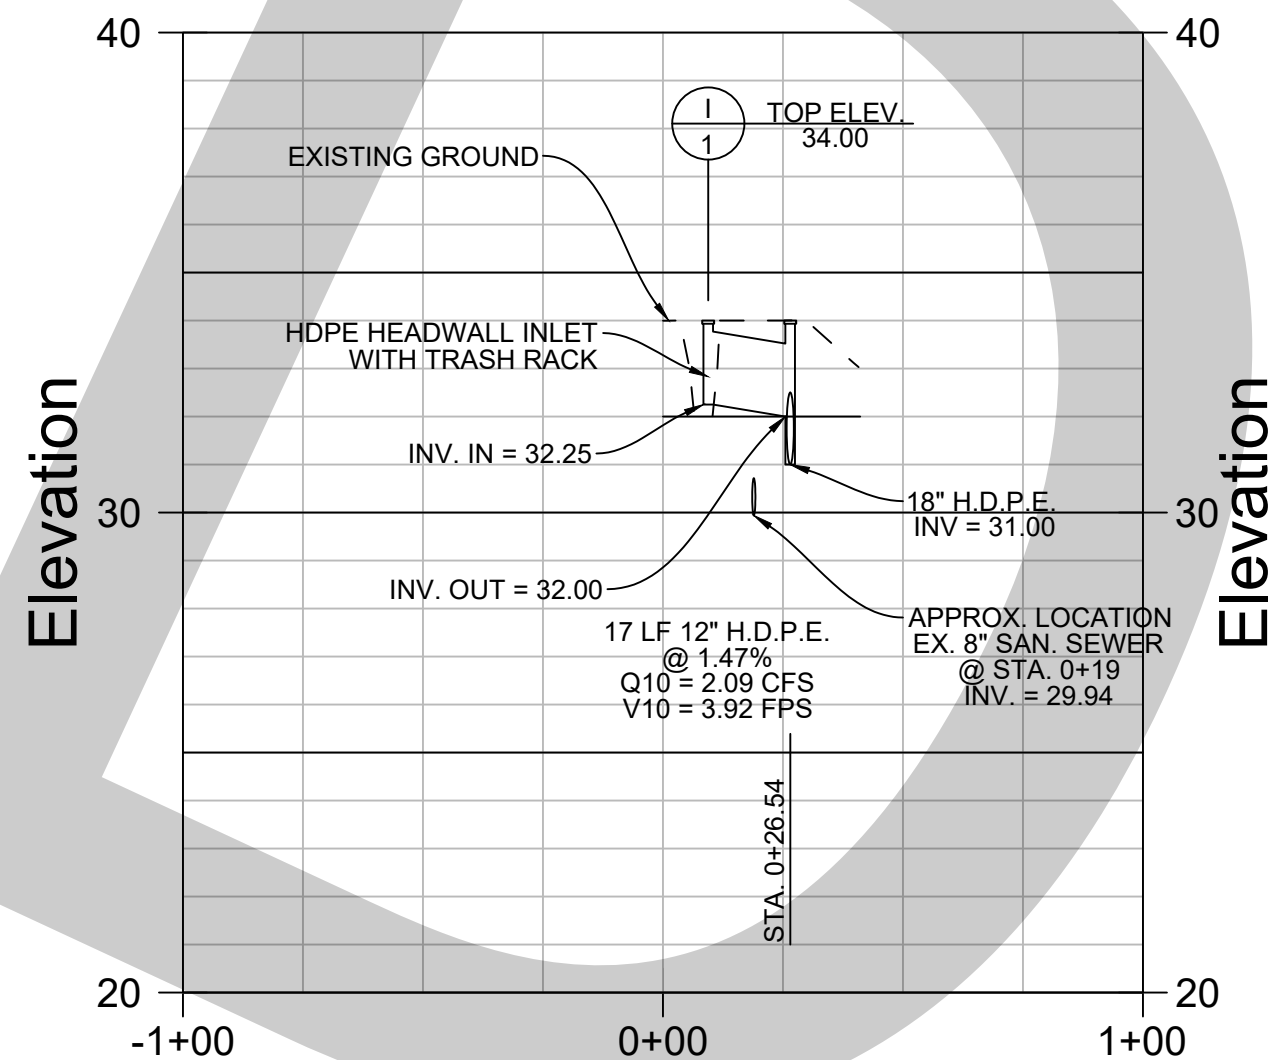 40
40
I
1
TOP ELEV.
34.00
EXISTING GROUND
HDPE HEADWALL INLET
WITH TRASH RACK
INV. IN = 32.25
Elevation
Elevation
30
30
18" H.D.P.E.
INV = 31.00
INV. OUT = 32.00
17 LF 12" H.D.P.E.
@ 1.47%
Q10 = 2.09 CFS
V10 = 3.92 FPS
APPROX. LOCATION
EX. 8" SAN. SEWER
@ STA. 0+19
INV. = 29.94
STA. 0+26.54
20
20
-1+00
0+00
1+00